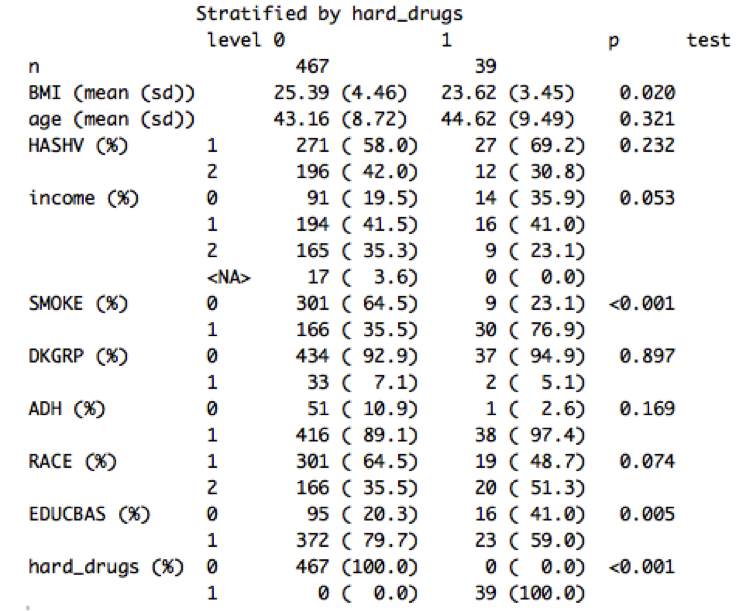 Stratified by hard_drugs
level 0 1 p test
n 467 39
BMI (mean (sd)) 25.39 (4.46) 23.62 (3.45) 0.020
age (mean (sd)) 43.16 (8.72) 44.62 (9.49) 0.321
HASHV (%) 1 271 ( 58.0) 27 ( 69.2) 0.232
2 196 ( 42.0) 12 ( 30.8)
income (%) 0 91 ( 19.5) 14 ( 35.9) 0.053
1 194 ( 41.5) 16 ( 41.0)
2 165 ( 35.3) 9 ( 23.1)
<NA> 17 ( 3.6) 0 ( 0.0)
SMOKE (%) 0 301 ( 64.5) 9 ( 23.1) <0.001
1 166 ( 35.5) 30 ( 76.9)
DKGRP (%) 0 434 ( 92.9) 37 ( 94.9) 0.897
1 33 ( 7.1) 2 ( 5.1)
ADH (%) 0 51 ( 10.9) 1 ( 2.6) 0.169
1 416 ( 89.1) 38 ( 97.4)
RACE (%) 1 301 ( 64.5) 19 ( 48.7) 0.074
2 166 ( 35.5) 20 ( 51.3)
EDUCBAS (%) 0 95 ( 20.3) 16 ( 41.0) 0.005
1 372 ( 79.7) 23 ( 59.0)
hard_drugs (%) 0 467 (100.0) 0 ( 0.0) <0.001
1 0 ( 0.0) 39 (100.0)